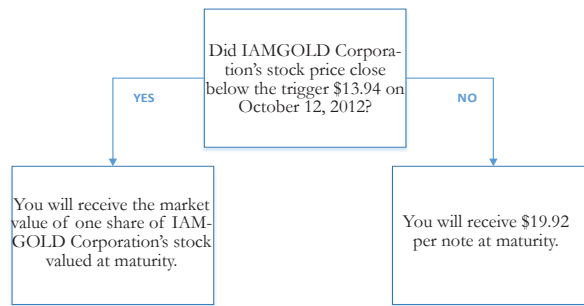 Did IAMGOLD Corpora-
tion's stock price close
below the trigger $13.94 on
October 12, 2012?
YES
NO
You will receive the market
value of one share of IAM-
GOLD Corporation's stock
valued at maturity.
You will receive $19.92
per note at maturity.